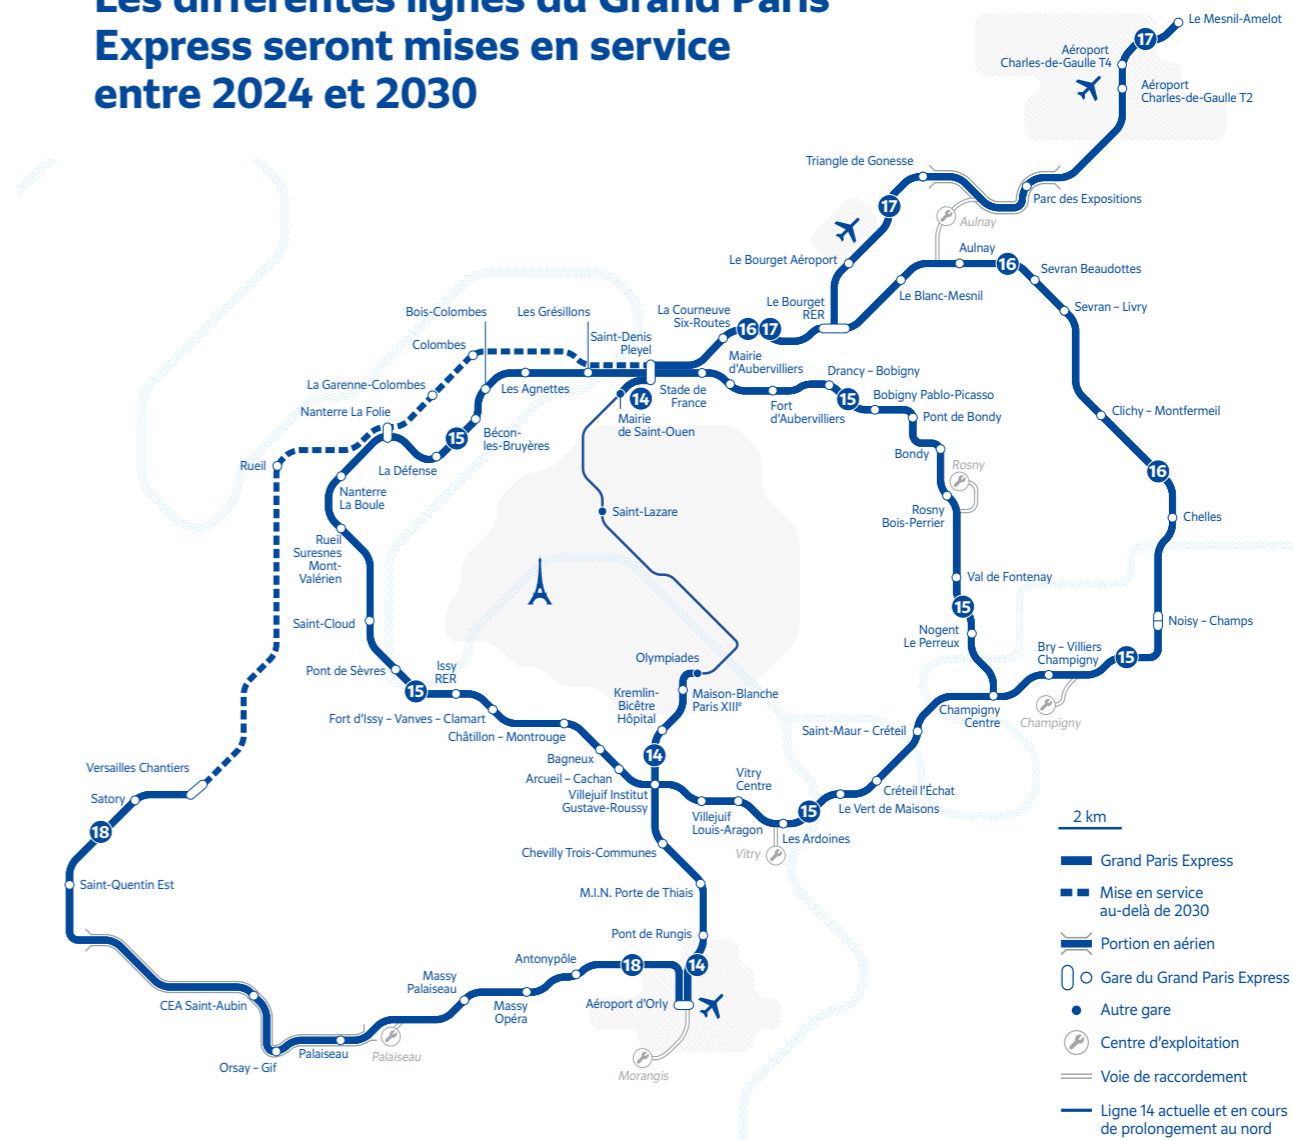 Les différentes lignes du Grand Paris
Express seront mises en service
entre 2024 et 2030
Le Mesnil-Amelot
17
Aéroport
Charles-de-Gaulle T4
Aéroport
Charles-de-Gaulle T2
Triangle de Gonesse
Parc des Expositions
17
Aulnay
Le Bourget Aéroport
Aulnay
16
Sevran Beaudottes
Le Blanc-Mesnil
Sevran – Livry
Le Bourget
RER
La Courneuve
Six-Routes
16
17
Bois-Colombes
Les Grésillons
Saint-Denis
Pleyel
Colombes
Mairie
d'Aubervilliers
Drancy – Bobigny
La Garenne-Colombes
Les Agnettes
Stade de
France
14
Fort
d'Aubervilliers
15
Bobigny Pablo-Picasso
Nanterre La Folie
Mairie
de Saint-Ouen
Pont de Bondy
Clichy – Montfermeil
15
Bécon-
les-Bruyères
Bondy
Rueil
La Défense
Rosny
16
Nanterre
La Boule
Rosny
Bois-Perrier
Saint-Lazare
Chelles
Rueil
Suresnes
Mont-
Valérien
Val de Fontenay
15
Saint-Cloud
Nogent
Le Perreux
Noisy – Champs
Bry – Villiers
Champigny
15
Pont de Sèvres
Issy
RER
15
Olympiades
Kremlin-
Bicêtre
Hôpital
Maison-Blanche
Paris XIIIᵉ
Fort d'Issy – Vanves – Clamart
Champigny
Centre
Champigny
Châtillon – Montrouge
Saint-Maur – Créteil
14
Bagneux
Versailles Chantiers
Arcueil – Cachan
Vitry
Centre
Créteil l'Échat
Satory
Villejuif Institut
Gustave-Roussy
15
Le Vert de Maisons
Villejuif
Louis-Aragon
Les Ardoines
18
Vitry
Chevilly Trois-Communes
Saint-Quentin Est
M.I.N. Porte de Thiais
Pont de Rungis
Antonypôle
18
14
Massy
Palaiseau
Massy
Opéra
Aéroport d'Orly
CEA Saint-Aubin
Palaiseau
Palaiseau
Orsay – Gif
Morangis
2 km
Grand Paris Express
Mise en service
au-delà de 2030
Portion en aérien
Gare du Grand Paris Express
Autre gare
Centre d'exploitation
Voie de raccordement
Ligne 14 actuelle et en cours
de prolongement au nord